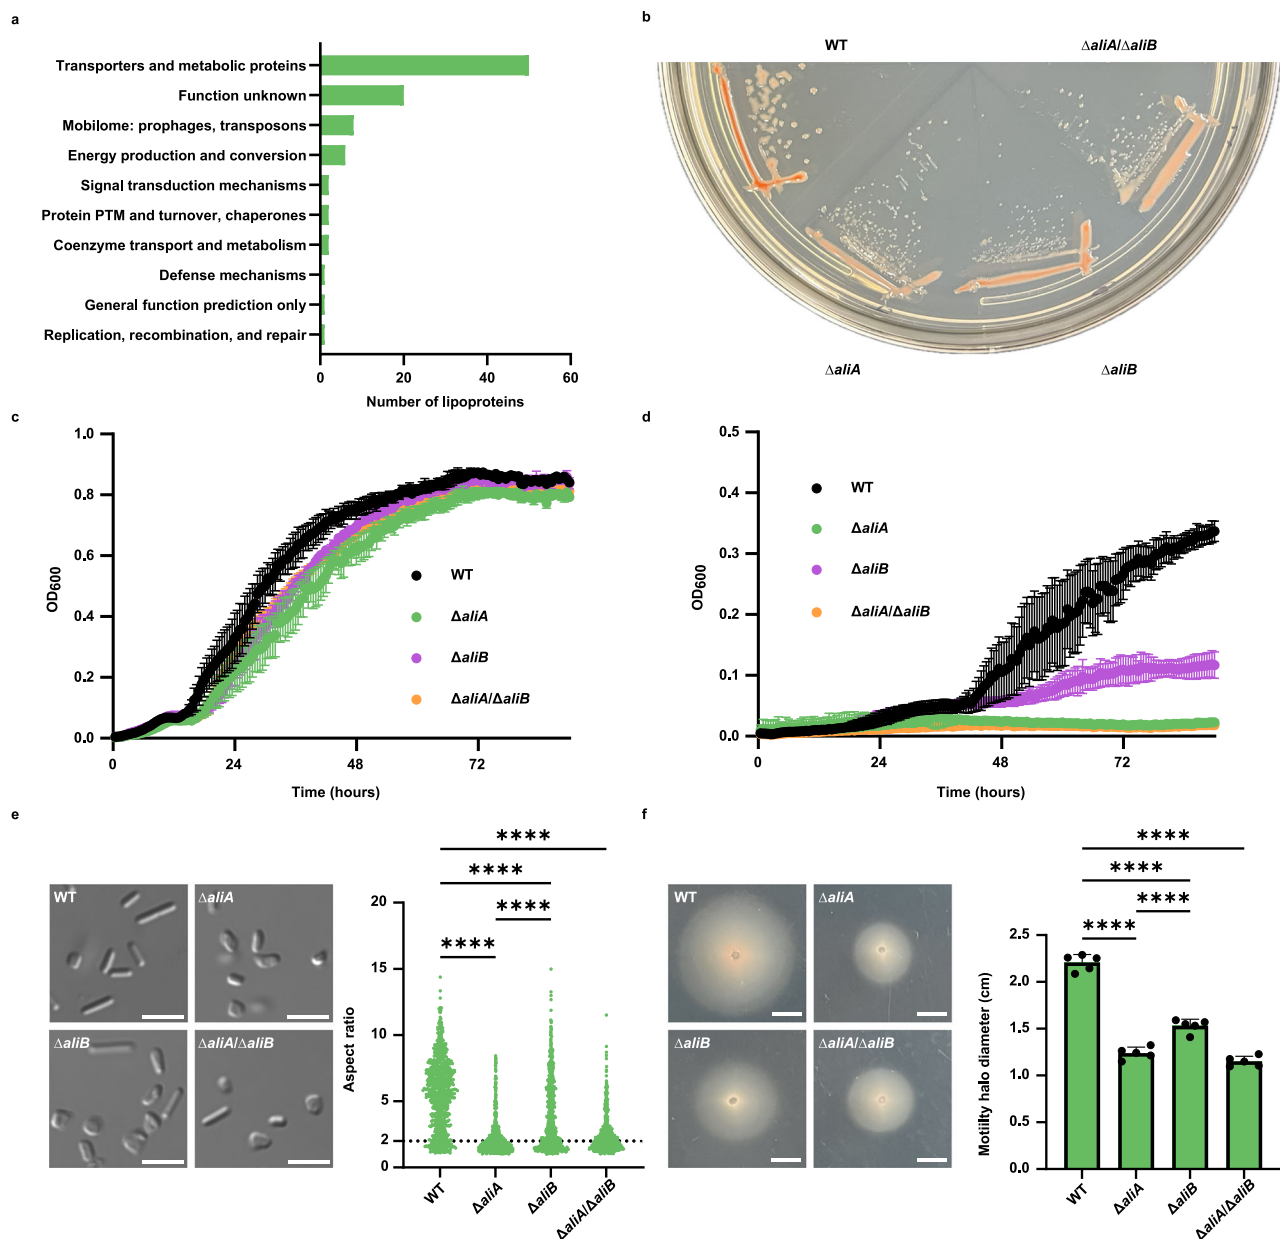 a
Transporters and metabolic proteins
Function unknown
Mobilome: prophages, transposons
Energy production and conversion
Signal transduction mechanisms
Protein PTM and turnover, chaperones
Coenzyme transport and metabolism
Defense mechanisms
General function prediction only
Replication, recombination, and repair
0 20 40 60
Number of lipoproteins
b
WT ΔaliA/ΔaliB
ΔaliA ΔaliB
c
OD600
1.0
0.8
0.6
0.4
0.2
0.0
0 24 48 72
Time (hours)
WT
ΔaliA
ΔaliB
ΔaliA/ΔaliB
d
OD600
0.5
0.4
0.3
0.2
0.1
0.0
0 24 48 72
Time (hours)
WT
ΔaliA
ΔaliB
ΔaliA/ΔaliB
e
WT ΔaliA
ΔaliB ΔaliA/ΔaliB
****
****
****
****
Aspect ratio
20
15
10
5
2
0
WT ΔaliA ΔaliB ΔaliA/ΔaliB
f
WT ΔaliA
ΔaliB ΔaliA/ΔaliB
****
****
****
****
Motiility halo diameter (cm)
2.5
2.0
1.5
1.0
0.5
0.0
WT ΔaliA ΔaliB ΔaliA/ΔaliB